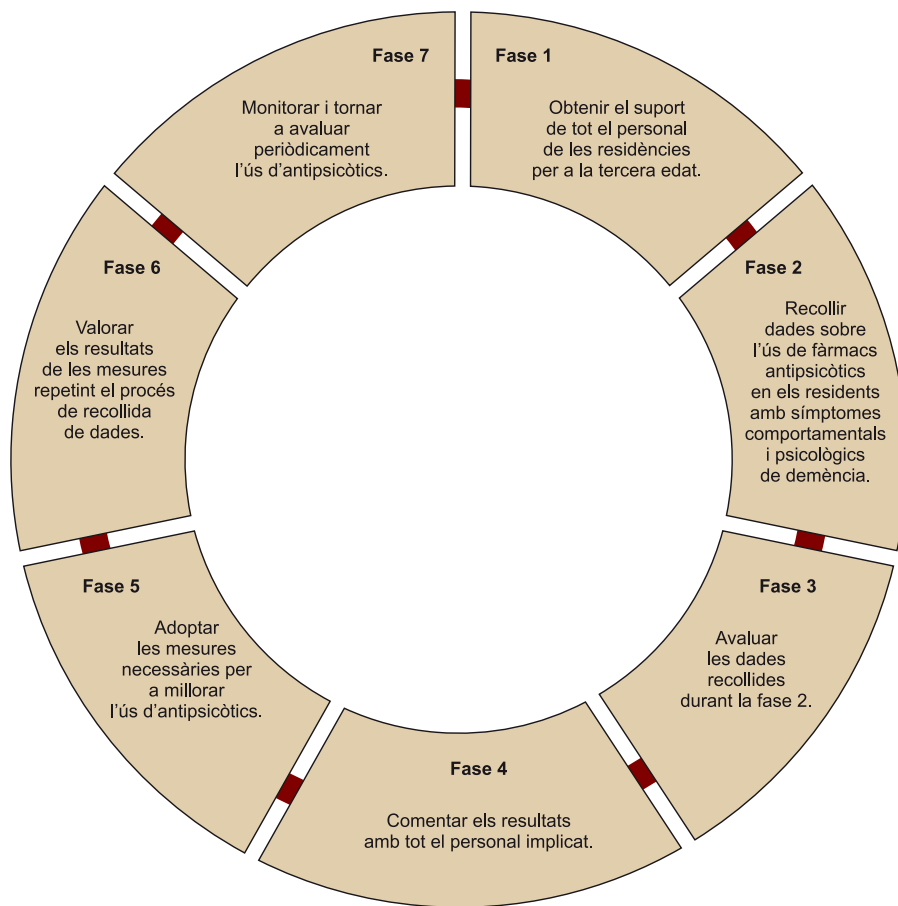 Fase 1
Obtenir el suport
de tot el personal
de les residències
per a la tercera edat.
Fase 2
Recollir
dades sobre
l'ús de fàrmacs
antipsicòtics
en els residents
amb símptomes
comportamentals
i psicològics
de demència.
Fase 3
Avaluar
les dades
recollides
durant la fase 2.
Fase 4
Comentar els resultats
amb tot el personal implicat.
Fase 5
Adoptar
les mesures
necessàries per
a millorar
l'ús d'antipsicòtics.
Fase 6
Valorar
els resultats
de les mesures
repetint el procés
de recollida
de dades.
Fase 7
Monitorar i tornar
a avaluar
periòdicament
l'ús d'antipsicòtics.